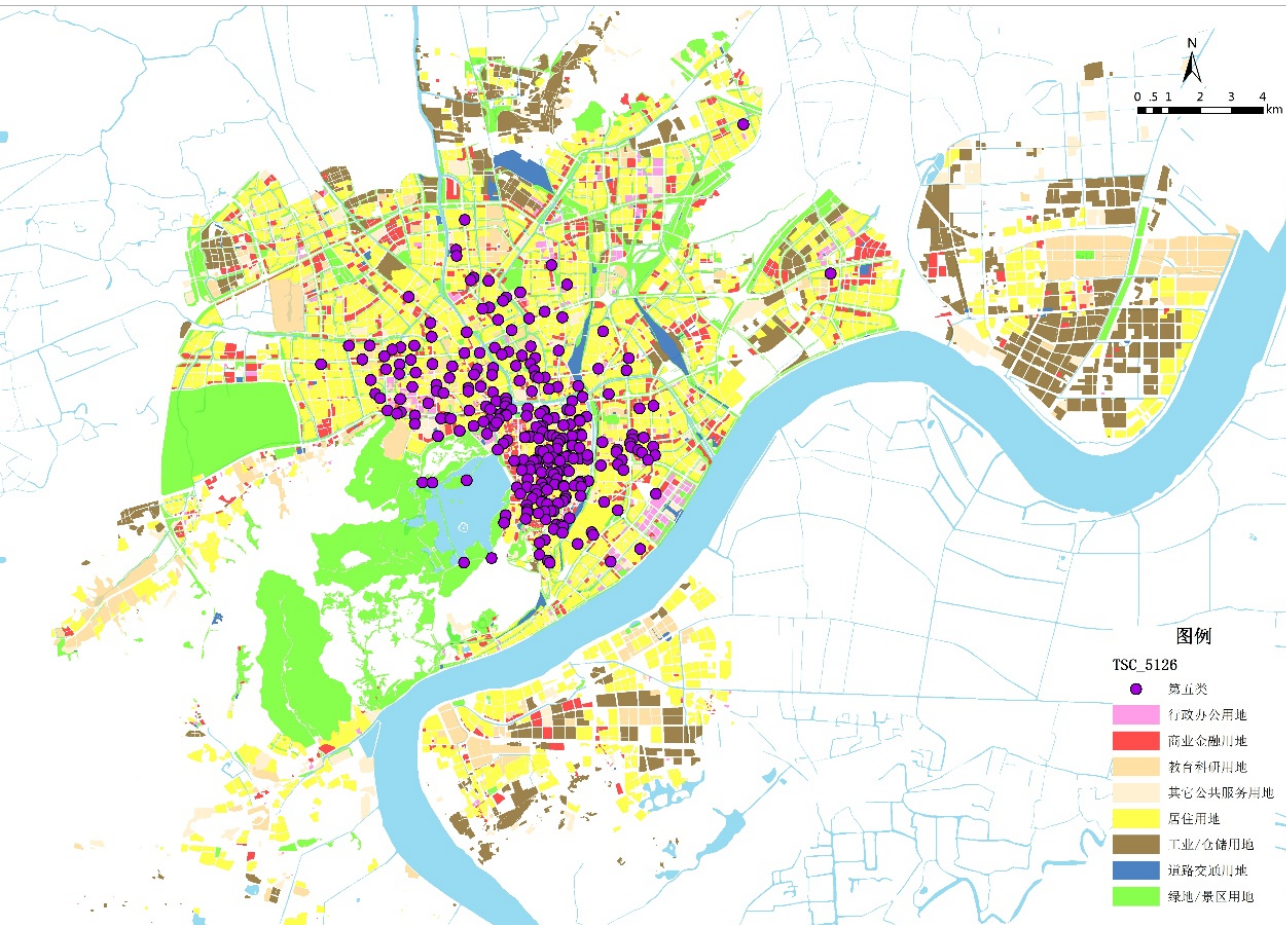 N
0 .5 1 2 3 4
km
图例
TSC_5126
第五类
行政办公用地
商业金融用地
教育科研用地
其它公共服务用地
居住用地
工业/仓储用地
道路交通用地
绿地/景区用地